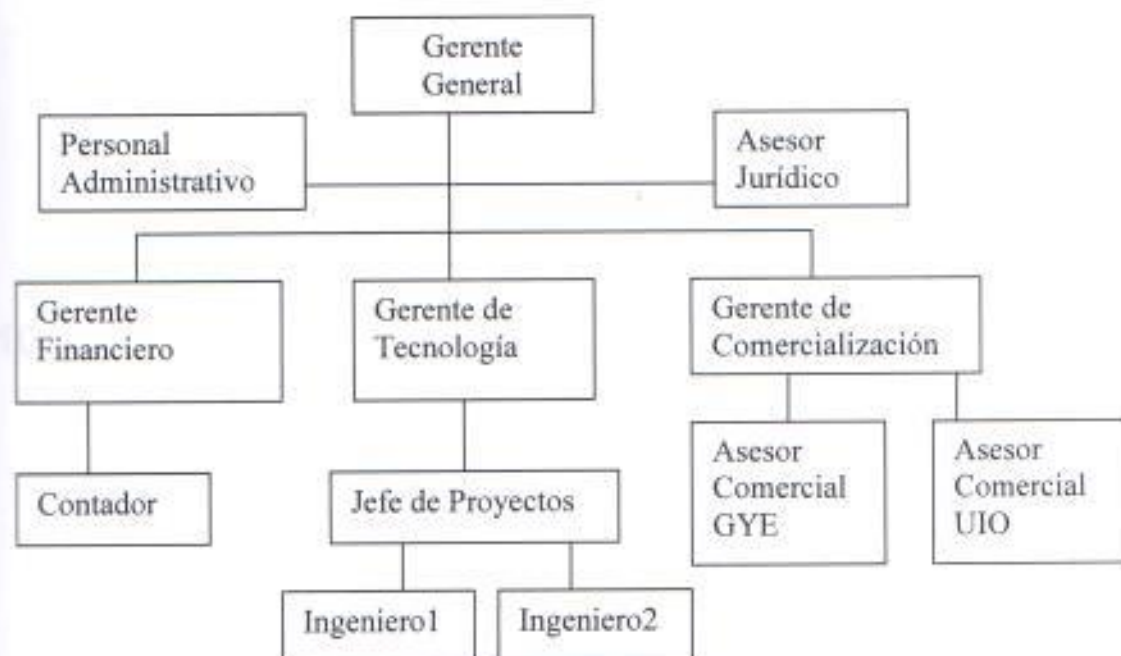 Gerente
General
Personal
Administrativo
Asesor
Jurídico
Gerente
Financiero
Gerente de
Tecnología
Gerente de
Comercialización
Contador
Jefe de Proyectos
Asesor
Comercial
GYE
Asesor
Comercial
UIO
Ingeniero1
Ingeniero2